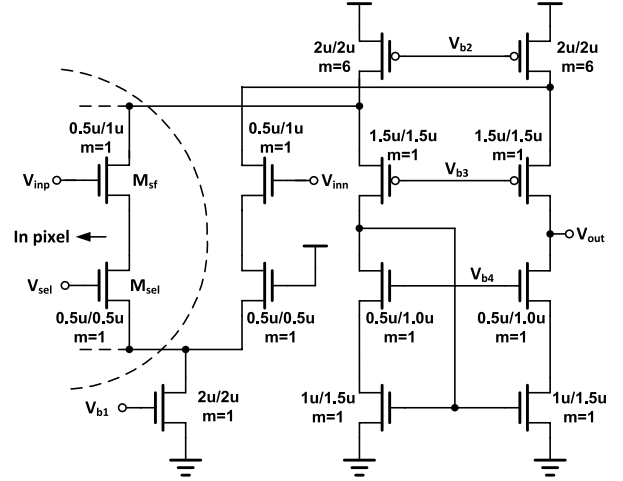 2u/2u
m=6
Vb2
2u/2u
m=6
0.5u/1u
m=1
0.5u/1u
m=1
1.5u/1.5u
m=1
1.5u/1.5u
m=1
Vinp
Msf
Vinn
Vb3
In pixel
Vout
Vsel
Msel
Vb4
0.5u/0.5u
m=1
0.5u/0.5u
m=1
0.5u/1.0u
m=1
0.5u/1.0u
m=1
Vb1
2u/2u
m=1
1u/1.5u
m=1
1u/1.5u
m=1